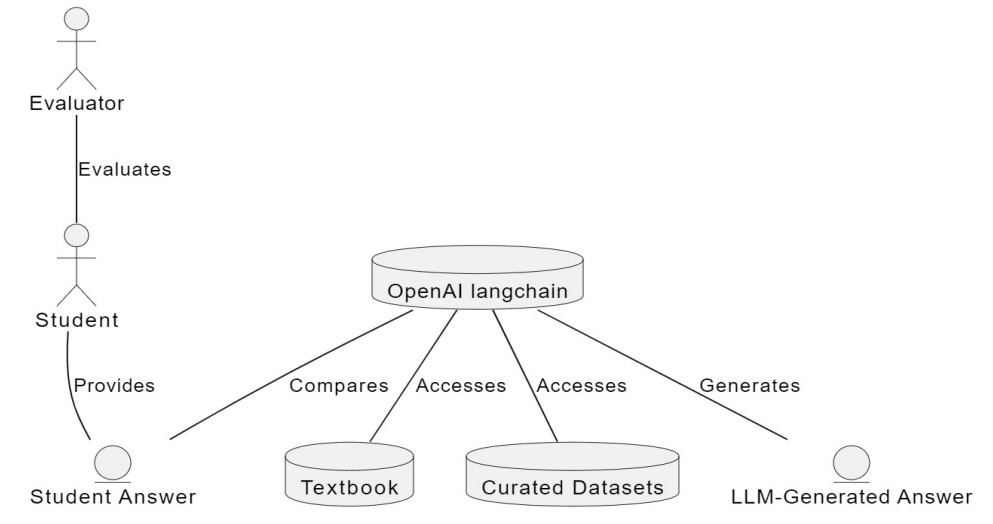 Evaluator
Evaluates
Student
OpenAI langchain
Provides
Compares
Accesses
Accesses
Generates
Student Answer
Textbook
Curated Datasets
LLM-Generated Answer